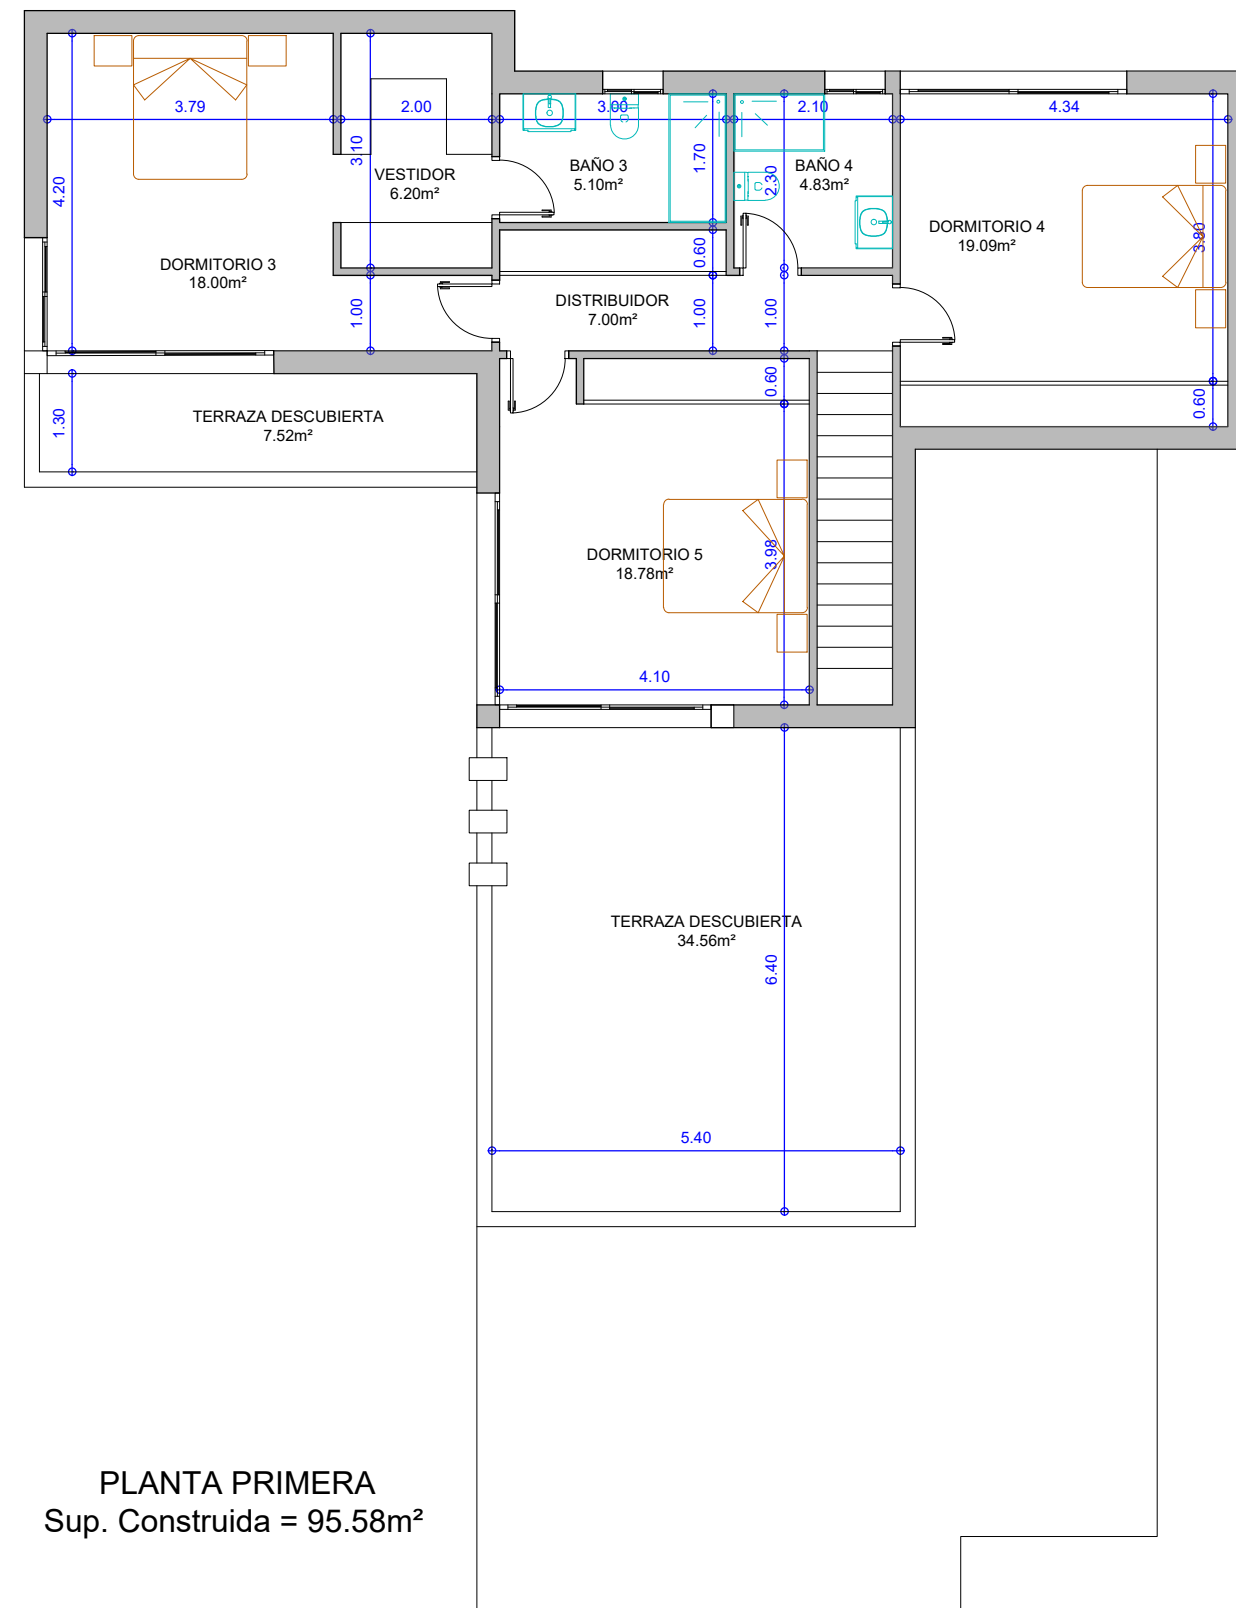 3.79
2.00
3.00
2.10
4.34
3.10
4.20
1.70
2.30
VESTIDOR
6.20m²
BAÑO 3
5.10m²
BAÑO 4
4.83m²
DORMITORIO 4
19.09m²
3.80
DORMITORIO 3
18.00m²
0.60
DISTRIBUIDOR
7.00m²
1.00
1.00
1.00
0.60
0.60
1.30
TERRAZA DESCUBIERTA
7.52m²
DORMITORIO 5
18.78m²
3.98
4.10
TERRAZA DESCUBIERTA
34.56m²
6.40
5.40
PLANTA PRIMERA
Sup. Construida = 95.58m²